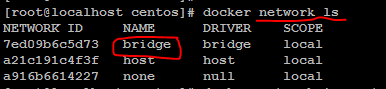 [root@localhost centos]# docker network ls
NETWORK ID NAME DRIVER SCOPE
7ed09b6c5d73 bridge bridge local
a21c191c4f3f host host local
a916b6614227 none null local